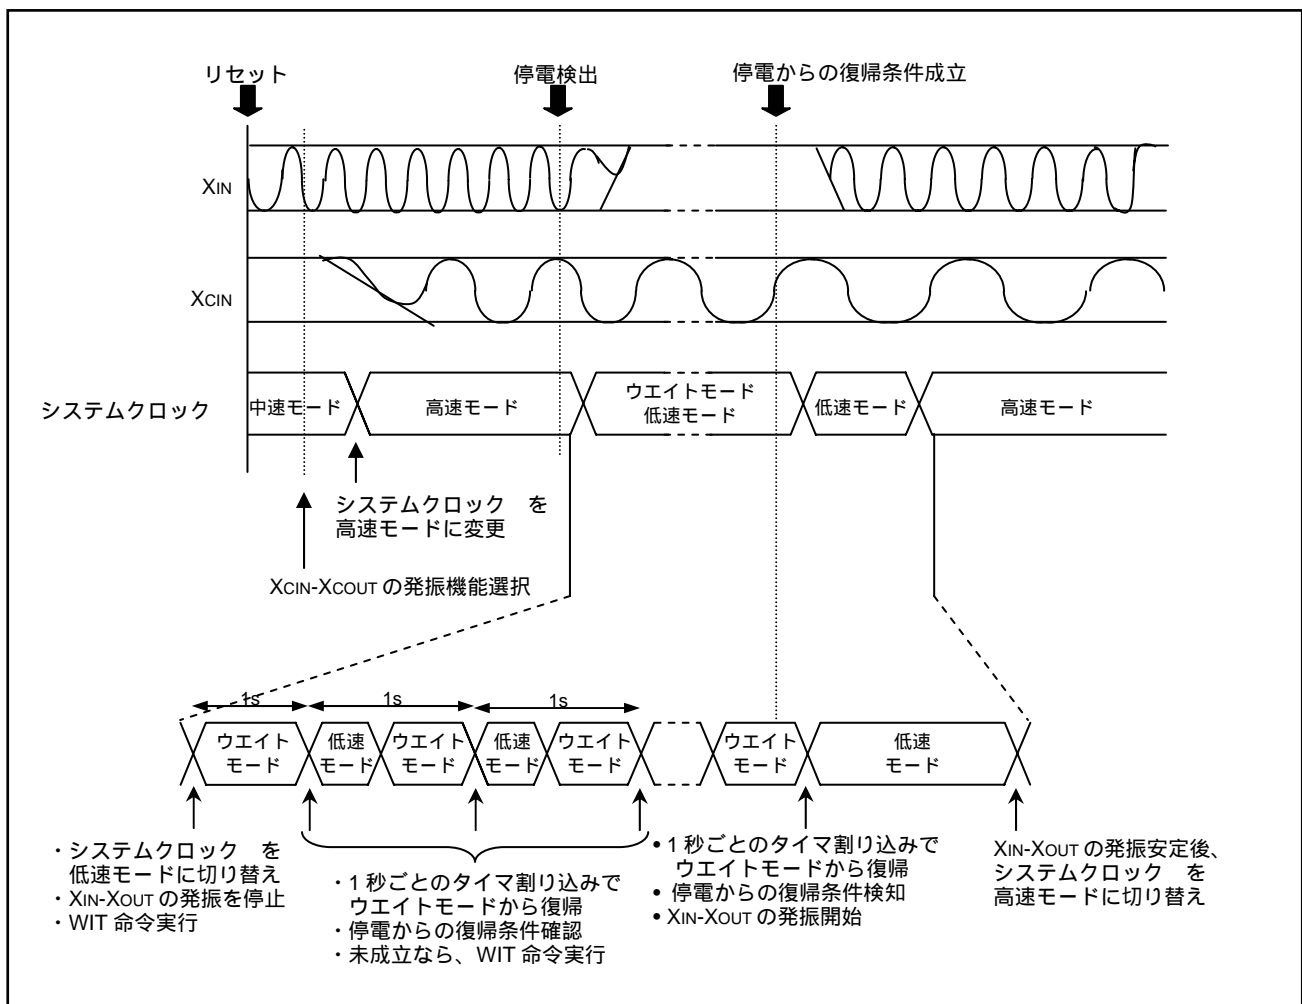 リセット
停電検出
停電からの復帰条件成立
XIN
XCIN
システムクロック
中速モード
高速モード
ウエイトモード
低速モード
低速モード
高速モード
システムクロック　を
高速モードに変更
XCIN-XCOUT の発振機能選択
1s
1s
1s
ウエイト
モード
低速
モード
ウエイト
モード
低速
モード
ウエイト
モード
ウエイト
モード
低速
モード
・システムクロック　を
低速モードに切り替え
・XIN-XOUT の発振を停止
・WIT 命令実行
・1 秒ごとのタイマ割り込みで
ウエイトモードから復帰
・停電からの復帰条件確認
・未成立なら、WIT 命令実行
• 1 秒ごとのタイマ割り込みで
ウエイトモードから復帰
• 停電からの復帰条件検知
• XIN-XOUT の発振開始
XIN-XOUT の発振安定後、
システムクロック　を
高速モードに切り替え